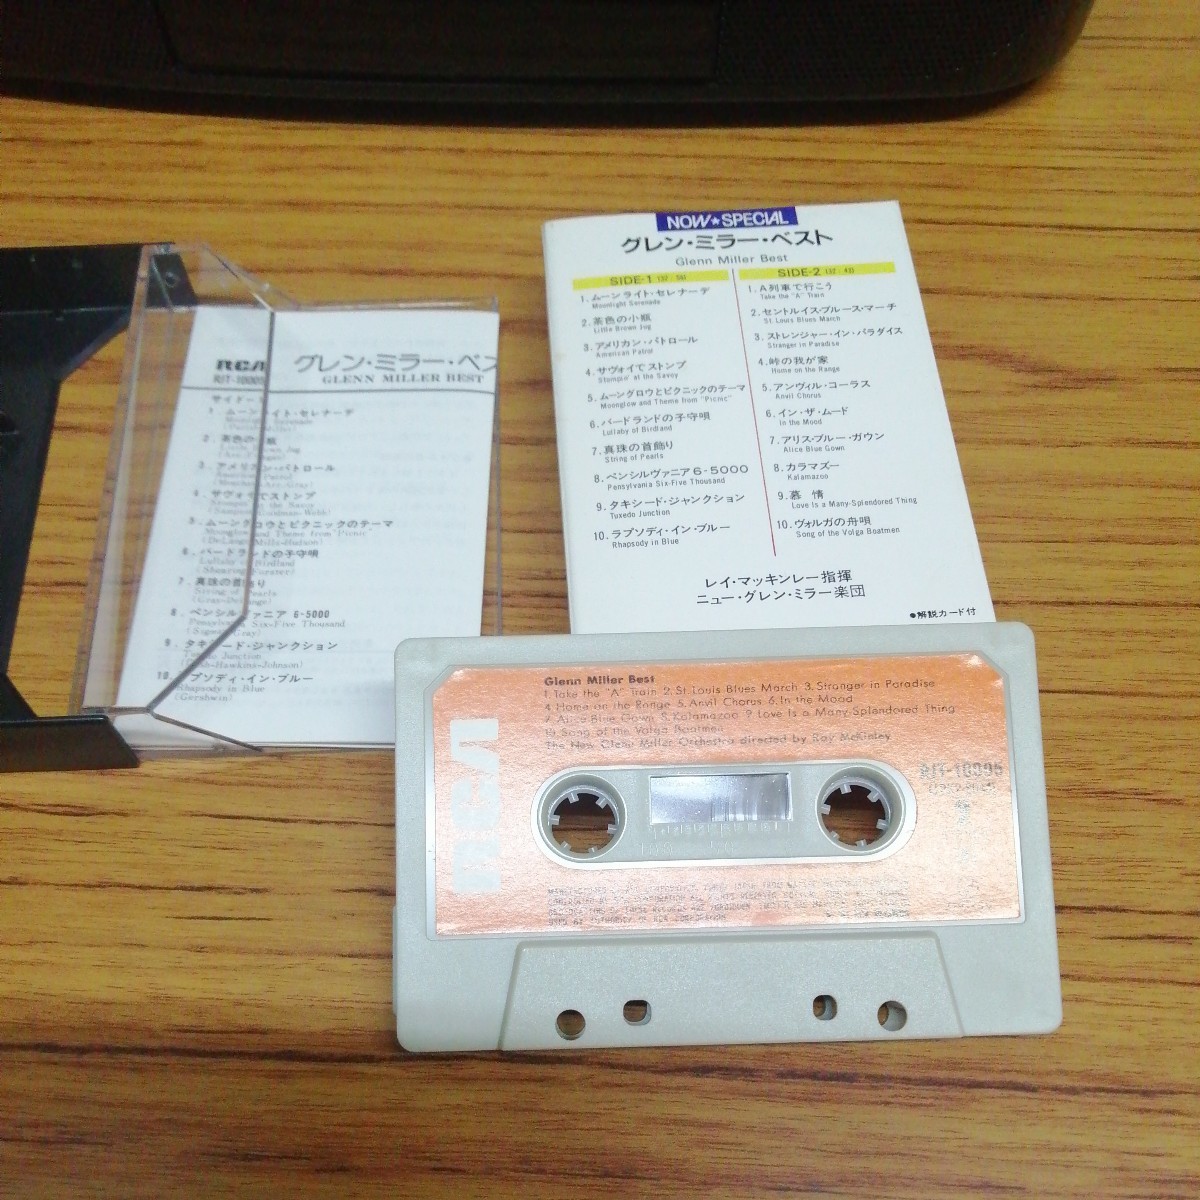 NOW★SPECIAL
グレン・ミラー・ベスト
Glenn Miller Best
SIDE-1
1. ムーンライト・セレナーデ
Moonlight Serenade
2. 茶色の小瓶
Little Brown Jug
3. アメリカン・パトロール
American Patrol
4. サヴォイでストンプ
Stompin' at the Savoy
5. ムーングロウとピクニックのテーマ
Moonglow and Theme from "Picnic"
6. バードランドの子守唄
Lullaby of Birdland
7. 真珠の首飾り
String of Pearls
8. ペンシルヴァニア 6-5000
Pensylvania Six-Five Thousand
9. タキシード・ジャンクション
Tuxedo Junction
10. ラプソディ・イン・ブルー
Rhapsody in Blue
SIDE-2
1. A列車で行こう
Take the "A" Train
2. セントルイス・ブルース・マーチ
St. Louis Blues March
3. ストレンジャー・イン・パラダイス
Stranger in Paradise
4. 峠の我が家
Home on the Range
5. アンヴィル・コーラス
Anvil Chorus
6. イン・ザ・ムード
In the Mood
7. アリス・ブルー・ガウン
Alice Blue Gown
8. カラマズー
Kalamazoo
9. 慕情
Love is a Many-Splendored Thing
10. ヴォルガの舟唄
Song of the Volga Boatmen
レイ・マッキンレー指揮
ニュー・グレン・ミラー楽団
●解説カード付
RCA
グレン・ミラー・ベス
GLENN MILLER BEST
サイド-1
1. ムーンライト・セレナーデ
Moonlight Serenade
2. 茶色の小瓶
3. アメリカン・パトロール
American Patrol
4. サヴォイでストンプ
5. ムーングロウとピクニックのテーマ
Moonglow and Theme from "Picnic"
6. バードランドの子守唄
Lullaby of Birdland
7. 真珠の首飾り
String of Pearls
8. ペンシルヴァニア 6-5000
Pensylvania Six-Five Thousand
9. タキシード・ジャンクション
Tuxedo Junction
10. ラプソディ・イン・ブルー
Rhapsody in Blue
(Gershwin)
Glenn Miller Best
1. Take the "A" Train 2. St. Louis Blues March 3. Stranger in Paradise
4. Home on the Range 5. Anvil Chorus 6. In the Mood
7. Alice Blue Gown 8. Kalamazoo 9. Love Is a Many-Splendored Thing
10. Song of the Volga Boatmen
The New Glenn Miller Orchestra directed by Ray McKinley
RCA